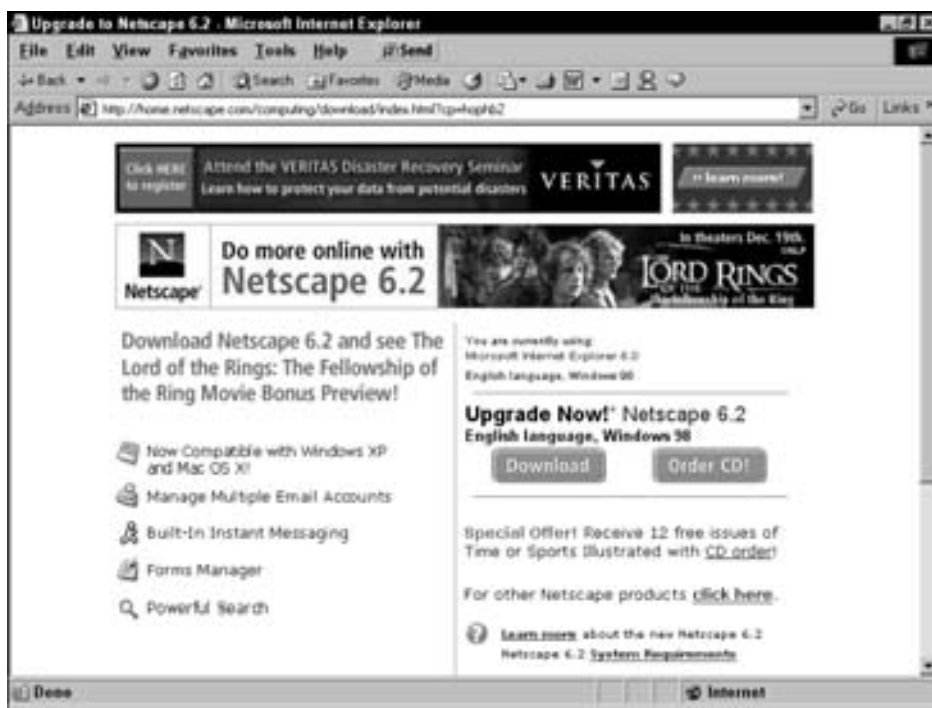 Upgrade to Netscape 6.2 - Microsoft Internet Explorer
File Edit View Favorites Tools Help Send
Back Search Favorites Media
Address http://home.netscape.com/computing/download/index.html?cp=hophb2 Go Links
Click HERE
to register
Attend the VERITAS Disaster Recovery Seminar
Learn how to protect your data from potential disasters
VERITAS
learn more!
N
Netscape
Do more online with
Netscape 6.2
In theaters Dec. 19th
THE LORD OF THE RINGS
The Fellowship of the Ring
Download Netscape 6.2 and see The
Lord of the Rings: The Fellowship of
the Ring Movie Bonus Preview!
Now Compatible with Windows XP
and Mac OS X!
Manage Multiple Email Accounts
Built-In Instant Messaging
Forms Manager
Powerful Search
You are currently using:
Microsoft Internet Explorer 6.0
English language, Windows 98
Upgrade Now! Netscape 6.2
English language, Windows 98
Download Order CD!
Special Offer! Receive 12 free issues of
Time or Sports Illustrated with CD order!
For other Netscape products click here.
Learn more about the new Netscape 6.2
Netscape 6.2 System Requirements
Done Internet